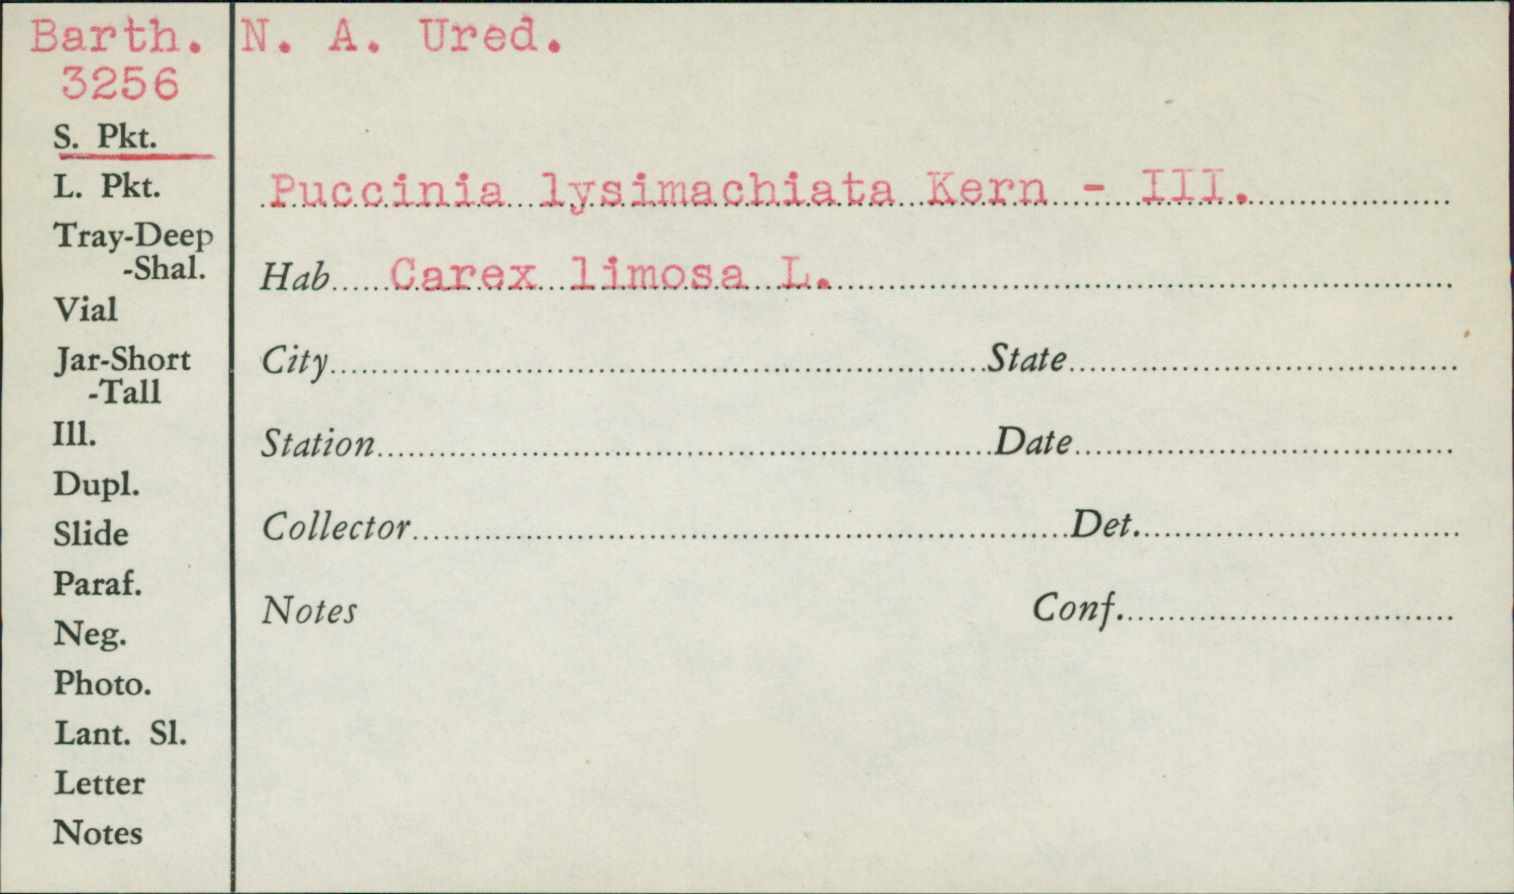 Barth. N. A. Ured.
3256
S. Pkt.
L. Pkt.
Tray-Deep
-Shal.
Vial
Jar-Short
-Tall
Ill.
Dupl.
Slide
Paraf.
Neg.
Photo.
Lant. Sl.
Letter
Notes
Puccinia lysimachiata Kern - III.
Hab Carex limosa L.
City State
Station Date
Collector Det.
Notes Conf.